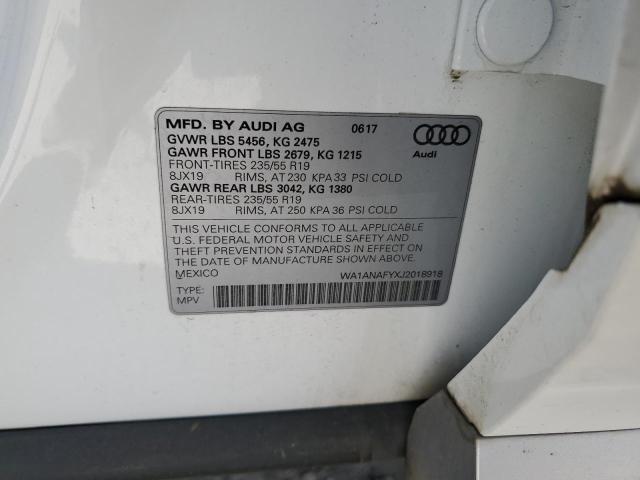 MFD. BY AUDI AG 0617
GVWR LBS 5456, KG 2475
GAWR FRONT LBS 2679, KG 1215
Audi
FRONT-TIRES 235/55 R19
8JX19 RIMS, AT 230 KPA 33 PSI COLD
GAWR REAR LBS 3042, KG 1380
REAR-TIRES 235/55 R19
8JX19 RIMS, AT 250 KPA 36 PSI COLD
THIS VEHICLE CONFORMS TO ALL APPLICABLE
U.S. FEDERAL MOTOR VEHICLE SAFETY AND
THEFT PREVENTION STANDARDS IN EFFECT ON
THE DATE OF MANUFACTURE SHOWN ABOVE.
MEXICO WA1ANAFYXJ2018918
TYPE:
MPV